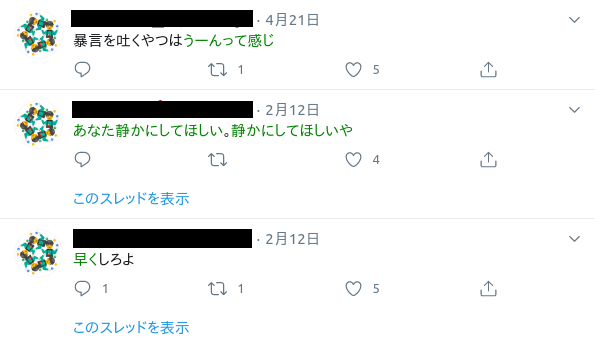 · 4月21日
暴言を吐くやつはうーんって感じ
1 5
· 2月12日
あなた静かにしてほしい。静かにしてほしいや
4
このスレッドを表示
· 2月12日
早くしろよ
1 1 5
このスレッドを表示